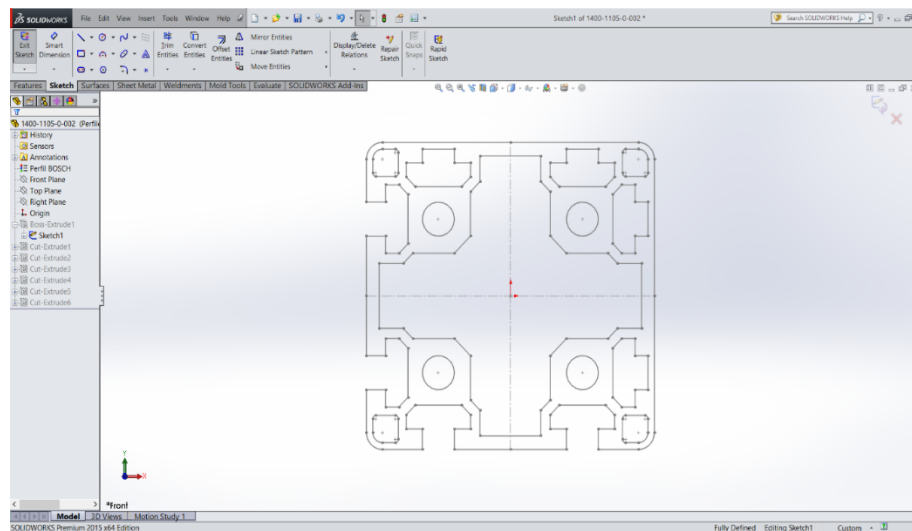 SOLIDWORKS File Edit View Insert Tools Window Help Sketch1 of 1400-1105-0-002 * Search SOLIDWORKS Help
Exit Sketch
Smart Dimension
Trim Entities
Convert Entities
Offset Entities
Mirror Entities
Linear Sketch Pattern
Move Entities
Display/Delete Relations
Repair Sketch
Quick Snaps
Rapid Sketch
Features Sketch Surfaces Sheet Metal Weldments Mold Tools Evaluate SOLIDWORKS Add-Ins
1400-1105-0-002 (Perfil
History
Sensors
Annotations
Perfil BOSCH
Front Plane
Top Plane
Right Plane
Origin
Boss-Extrude1
Sketch1
Cut-Extrude1
Cut-Extrude2
Cut-Extrude3
Cut-Extrude4
Cut-Extrude5
Cut-Extrude6
Y
X
*Front
Model 3D Views Motion Study 1
SOLIDWORKS Premium 2015 x64 Edition Fully Defined Editing Sketch1 Custom